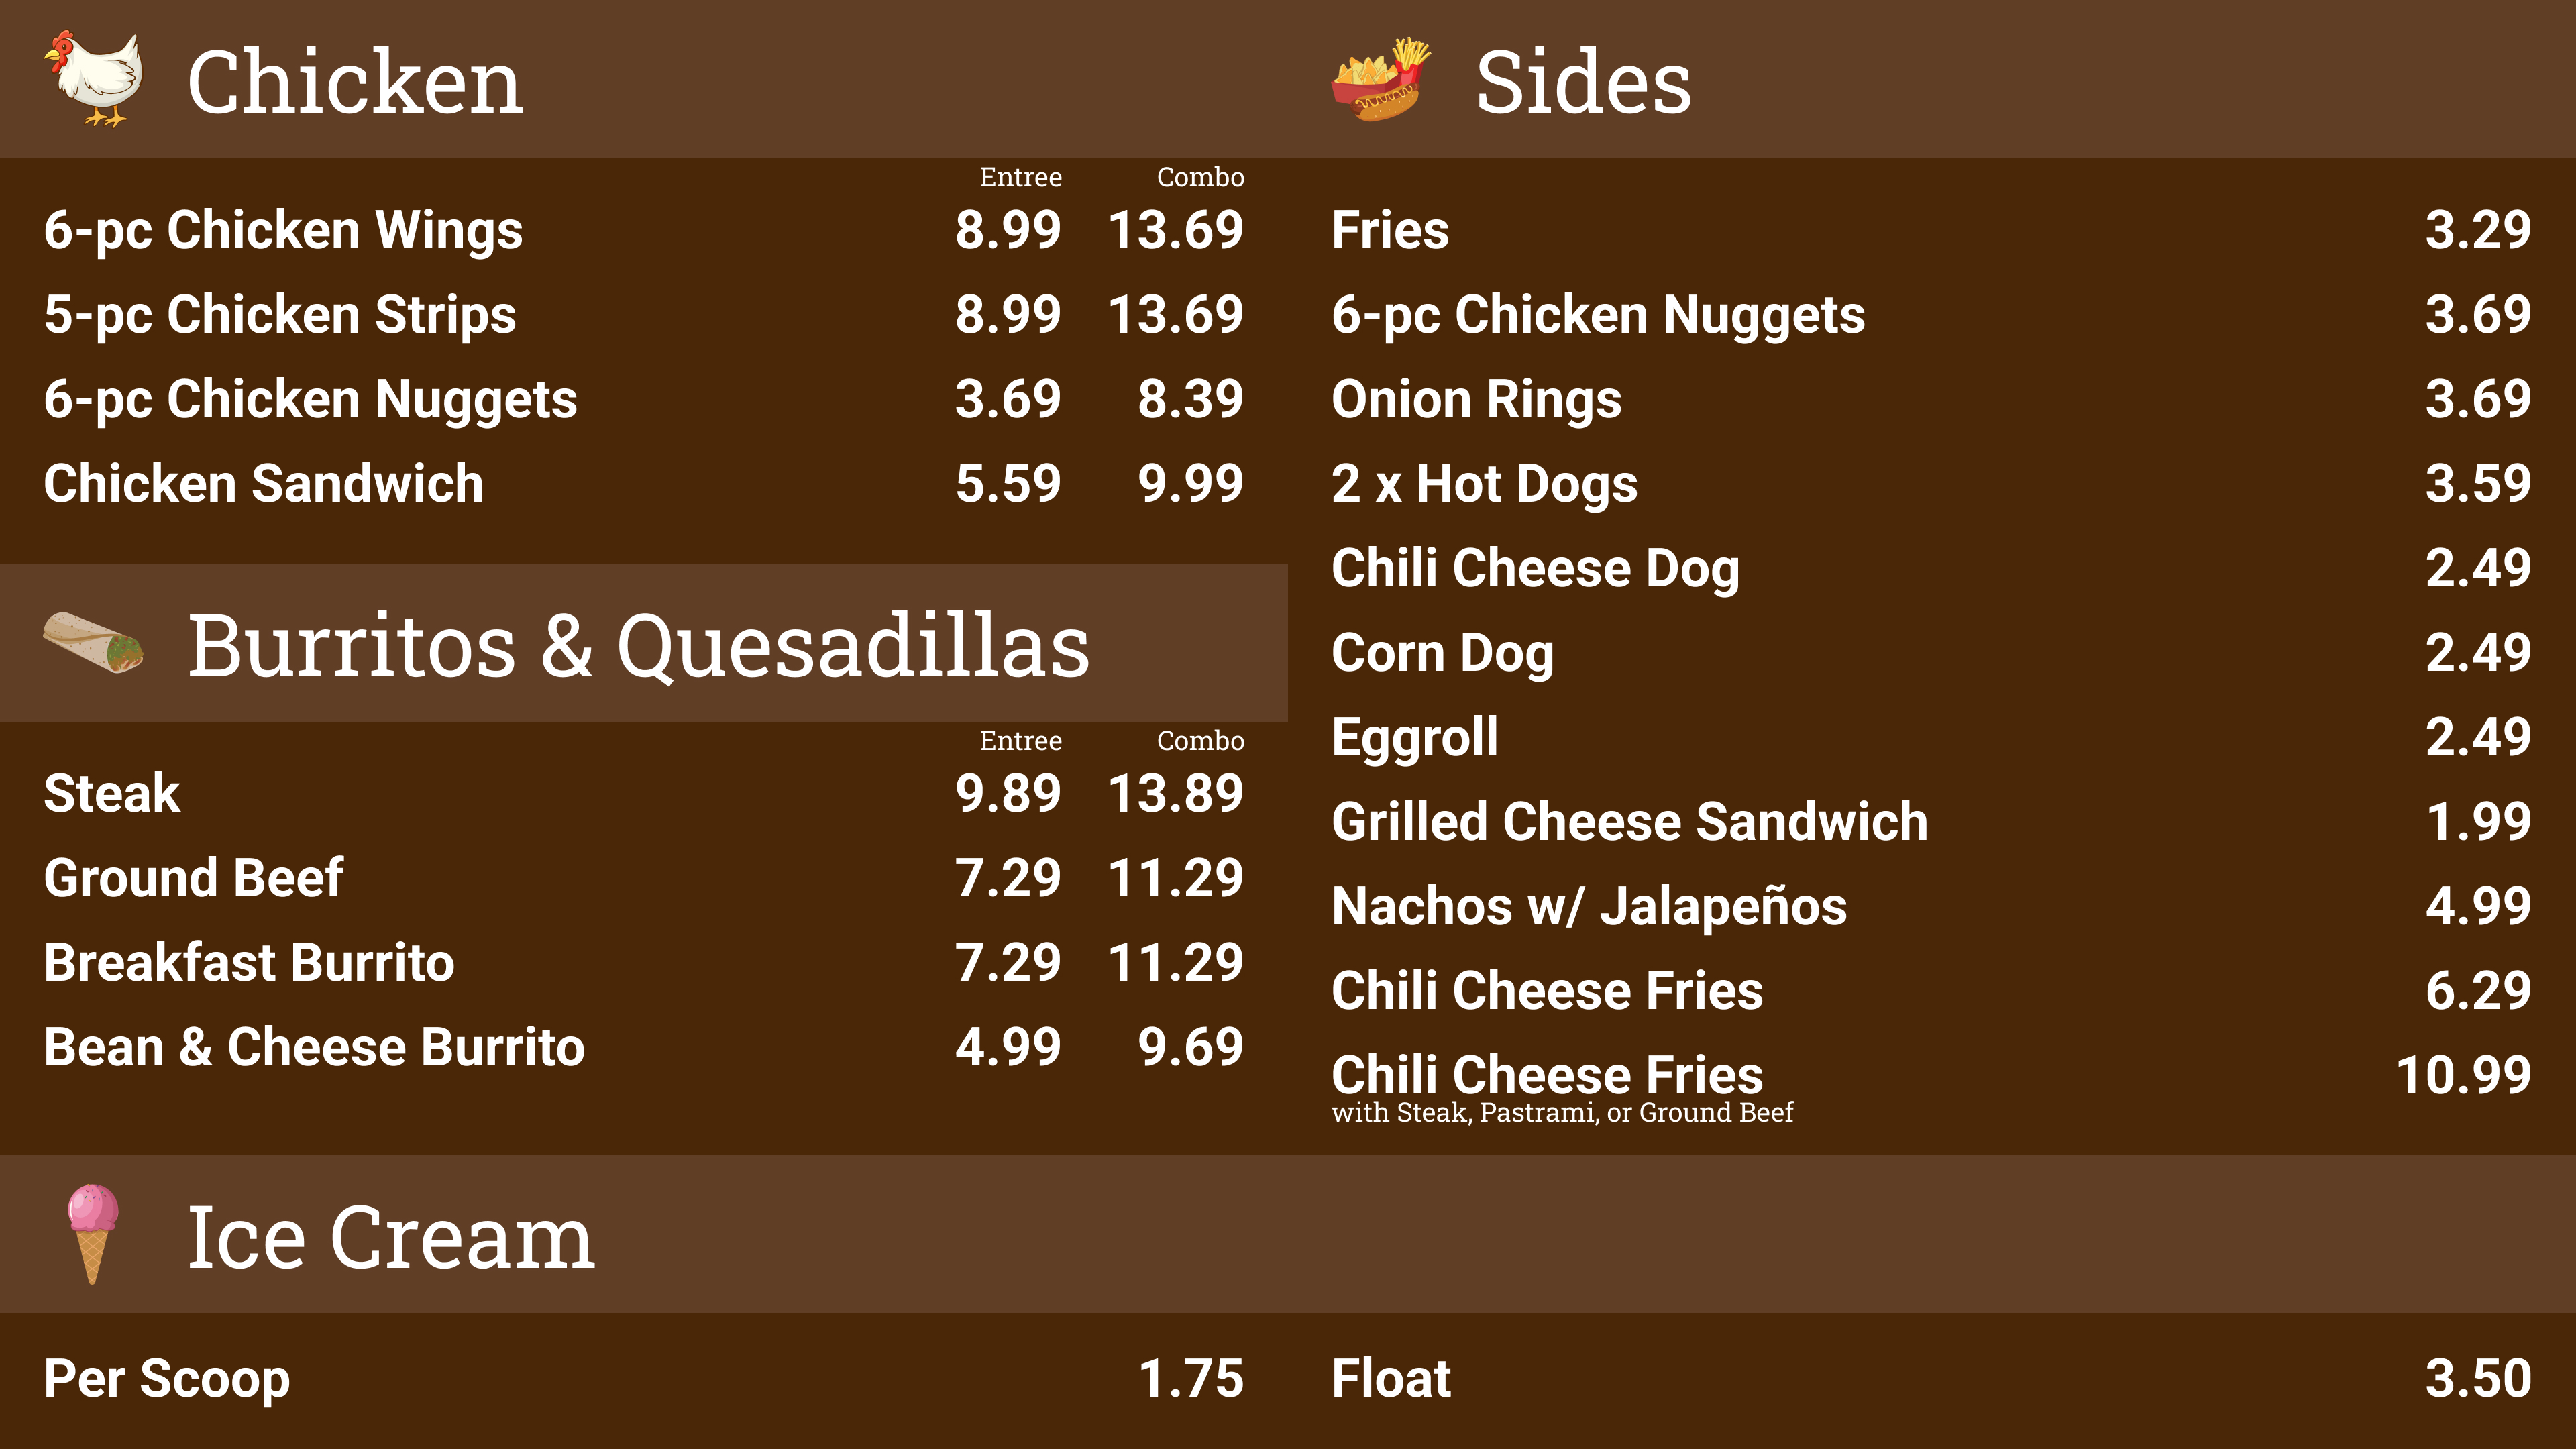 Chicken
Entree Combo
6-pc Chicken Wings 8.99 13.69
5-pc Chicken Strips 8.99 13.69
6-pc Chicken Nuggets 3.69 8.39
Chicken Sandwich 5.59 9.99
Burritos & Quesadillas
Entree Combo
Steak 9.89 13.89
Ground Beef 7.29 11.29
Breakfast Burrito 7.29 11.29
Bean & Cheese Burrito 4.99 9.69
Sides
Fries 3.29
6-pc Chicken Nuggets 3.69
Onion Rings 3.69
2 x Hot Dogs 3.59
Chili Cheese Dog 2.49
Corn Dog 2.49
Eggroll 2.49
Grilled Cheese Sandwich 1.99
Nachos w/ Jalapeños 4.99
Chili Cheese Fries 6.29
Chili Cheese Fries 10.99
with Steak, Pastrami, or Ground Beef
Ice Cream
Per Scoop 1.75
Float 3.50